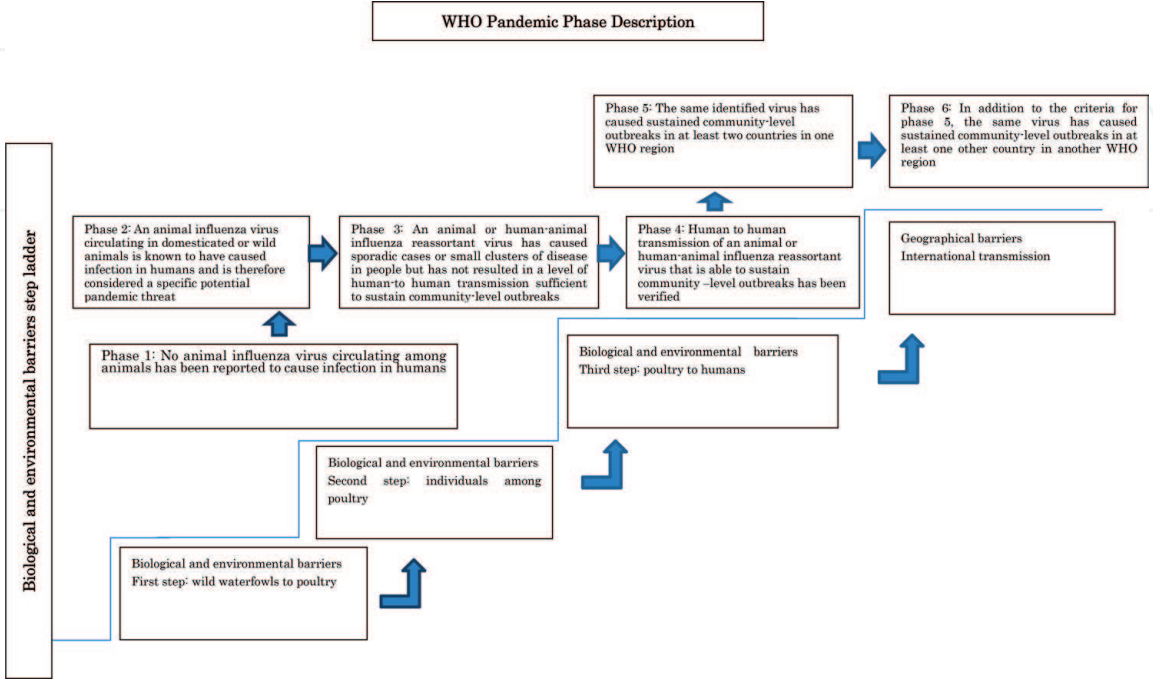 WHO Pandemic Phase Description
Phase 5: The same identified virus has
caused sustained community-level
outbreaks in at least two countries in one
WHO region
Phase 6: In addition to the criteria for
phase 5, the same virus has caused
sustained community-level outbreaks in at
least one other country in another WHO
region
Phase 2: An animal influenza virus
circulating in domesticated or wild
animals is known to have caused
infection in humans and is therefore
considered a specific potential
pandemic threat
Phase 3: An animal or human-animal
influenza reassortant virus has caused
sporadic cases or small clusters of disease
in people but has not resulted in a level of
human-to human transmission sufficient
to sustain community-level outbreaks
Phase 4: Human to human
transmission of an animal or
human-animal influenza reassortant
virus that is able to sustain
community –level outbreaks has been
verified
Geographical barriers
International transmission
Phase 1: No animal influenza virus circulating among
animals has been reported to cause infection in humans
Biological and environmental barriers
Third step: poultry to humans
Biological and environmental barriers
Second step: individuals among
poultry
Biological and environmental barriers
First step: wild waterfowls to poultry
Biological and environmental barriers step ladder